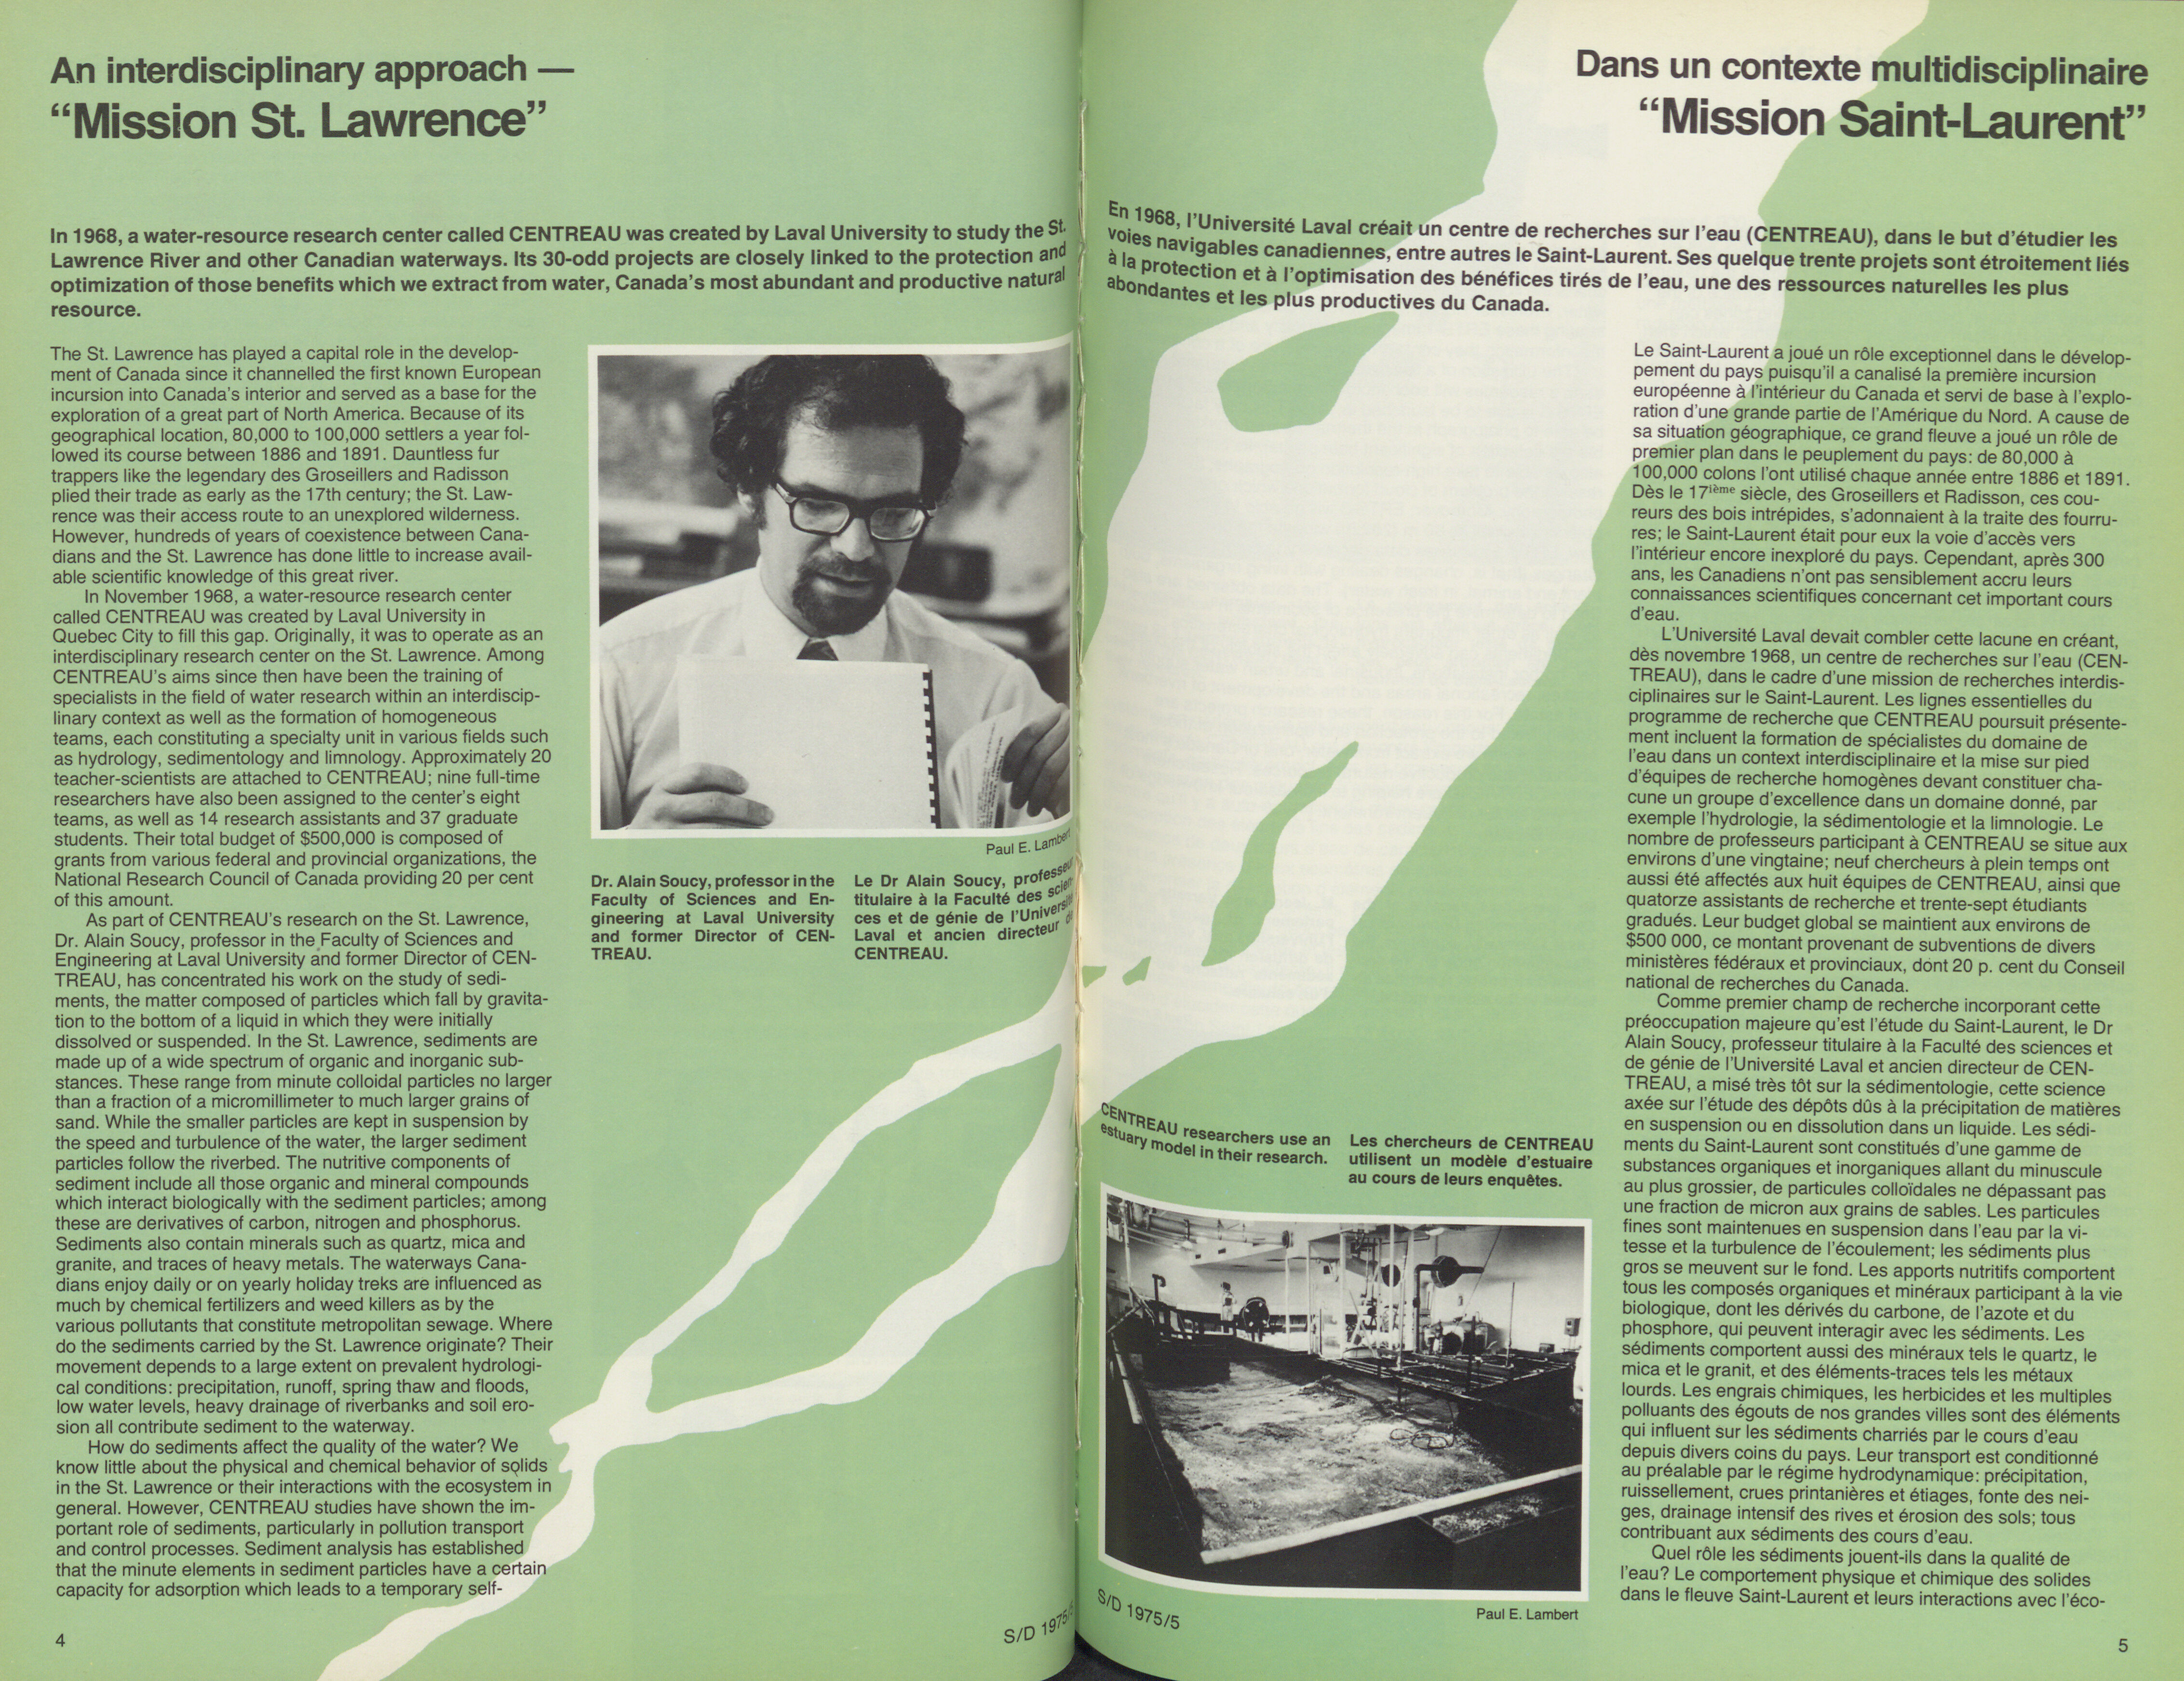 An interdisciplinary approach —
“Mission St. Lawrence”
In 1968, a water-resource research center called CENTREAU was created by Laval University to study the St.
Lawrence River and other Canadian waterways. Its 30-odd projects are closely linked to the protection and
optimization of those benefits which we extract from water, Canada’s most abundant and productive natural
resource.
The St. Lawrence has played a capital role in the develop-
ment of Canada since it channelled the first known European
incursion into Canada’s interior and served as a base for the
exploration of a great part of North America. Because of its
geographical location, 80,000 to 100,000 settlers a year fol-
lowed its course between 1886 and 1891. Dauntless fur
trappers like the legendary des Groseillers and Radisson
plied their trade as early as the 17th century; the St. Law-
rence was their access route to an unexplored wilderness.
However, hundreds of years of coexistence between Cana-
dians and the St. Lawrence has done little to increase avail-
able scientific knowledge of this great river.
In November 1968, a water-resource research center
called CENTREAU was created by Laval University in
Quebec City to fill this gap. Originally, it was to operate as an
interdisciplinary research center on the St. Lawrence. Among
CENTREAU’s aims since then have been the training of
specialists in the field of water research within an interdiscip-
linary context as well as the formation of homogeneous
teams, each constituting a specialty unit in various fields such
as hydrology, sedimentology and limnology. Approximately 20
teacher-scientists are attached to CENTREAU; nine full-time
researchers have also been assigned to the center’s eight
teams, as well as 14 research assistants and 37 graduate
students. Their total budget of $500,000 is composed of
grants from various federal and provincial organizations, the
National Research Council of Canada providing 20 per cent
of this amount.
As part of CENTREAU’s research on the St. Lawrence,
Dr. Alain Soucy, professor in the Faculty of Sciences and
Engineering at Laval University and former Director of CEN-
TREAU, has concentrated his work on the study of sedi-
ments, the matter composed of particles which fall by gravita-
tion to the bottom of a liquid in which they were initially
dissolved or suspended. In the St. Lawrence, sediments are
made up of a wide spectrum of organic and inorganic sub-
stances. These range from minute colloidal particles no larger
than a fraction of a micromillimeter to much larger grains of
sand. While the smaller particles are kept in suspension by
the speed and turbulence of the water, the larger sediment
particles follow the riverbed. The nutritive components of
sediment include all those organic and mineral compounds
which interact biologically with the sediment particles; among
these are derivatives of carbon, nitrogen and phosphorus.
Sediments also contain minerals such as quartz, mica and
granite, and traces of heavy metals. The waterways Cana-
dians enjoy daily or on yearly holiday treks are influenced as
much by chemical fertilizers and weed killers as by the
various pollutants that constitute metropolitan sewage. Where
do the sediments carried by the St. Lawrence originate? Their
movement depends to a large extent on prevalent hydrologi-
cal conditions: precipitation, runoff, spring thaw and floods,
low water levels, heavy drainage of riverbanks and soil ero-
sion all contribute sediment to the waterway.
How do sediments affect the quality of the water? We
know little about the physical and chemical behavior of solids
in the St. Lawrence or their interactions with the ecosystem in
general. However, CENTREAU studies have shown the im-
portant role of sediments, particularly in pollution transport
and control processes. Sediment analysis has established
that the minute elements in sediment particles have a certain
capacity for adsorption which leads to a temporary self-
Paul E. Lambert
Dr. Alain Soucy, professor in the
Faculty of Sciences and En-
gineering at Laval University
and former Director of CEN-
TREAU.
Le Dr Alain Soucy, professeur
titulaire à la Faculté des scien-
ces et de génie de l’Université
Laval et ancien directeur de
CENTREAU.
4
S/D 1975/5
Dans un contexte multidisciplinaire
“Mission Saint-Laurent”
En 1968, l’Université Laval créait un centre de recherches sur l’eau (CENTREAU), dans le but d’étudier les
voies navigables canadiennes, entre autres le Saint-Laurent. Ses quelque trente projets sont étroitement liés
à la protection et à l’optimisation des bénéfices tirés de l’eau, une des ressources naturelles les plus
abondantes et les plus productives du Canada.
CENTREAU researchers use an
estuary model in their research.
Les chercheurs de CENTREAU
utilisent un modèle d’estuaire
au cours de leurs enquêtes.
Paul E. Lambert
Le Saint-Laurent a joué un rôle exceptionnel dans le dévelop-
pement du pays puisqu’il a canalisé la première incursion
européenne à l’intérieur du Canada et servi de base à l’explo-
ration d’une grande partie de l’Amérique du Nord. A cause de
sa situation géographique, ce grand fleuve a joué un rôle de
premier plan dans le peuplement du pays: de 80,000 à
100,000 colons l’ont utilisé chaque année entre 1886 et 1891.
Dès le 17ième siècle, des Groseillers et Radisson, ces cou-
reurs des bois intrépides, s’adonnaient à la traite des fourru-
res; le Saint-Laurent était pour eux la voie d’accès vers
l’intérieur encore inexploré du pays. Cependant, après 300
ans, les Canadiens n’ont pas sensiblement accru leurs
connaissances scientifiques concernant cet important cours
d’eau.
L’Université Laval devait combler cette lacune en créant,
dès novembre 1968, un centre de recherches sur l’eau (CEN-
TREAU), dans le cadre d’une mission de recherches interdis-
ciplinaires sur le Saint-Laurent. Les lignes essentielles du
programme de recherche que CENTREAU poursuit présente-
ment incluent la formation de spécialistes du domaine de
l’eau dans un context interdisciplinaire et la mise sur pied
d’équipes de recherche homogènes devant constituer cha-
cune un groupe d’excellence dans un domaine donné, par
exemple l’hydrologie, la sédimentologie et la limnologie. Le
nombre de professeurs participant à CENTREAU se situe aux
environs d’une vingtaine; neuf chercheurs à plein temps ont
aussi été affectés aux huit équipes de CENTREAU, ainsi que
quatorze assistants de recherche et trente-sept étudiants
gradués. Leur budget global se maintient aux environs de
$500 000, ce montant provenant de subventions de divers
ministères fédéraux et provinciaux, dont 20 p. cent du Conseil
national de recherches du Canada.
Comme premier champ de recherche incorporant cette
préoccupation majeure qu’est l’étude du Saint-Laurent, le Dr
Alain Soucy, professeur titulaire à la Faculté des sciences et
de génie de l’Université Laval et ancien directeur de CEN-
TREAU, a misé très tôt sur la sédimentologie, cette science
axée sur l’étude des dépôts dûs à la précipitation de matières
en suspension ou en dissolution dans un liquide. Les sédi-
ments du Saint-Laurent sont constitués d’une gamme de
substances organiques et inorganiques allant du minuscule
au plus grossier, de particules colloïdales ne dépassant pas
une fraction de micron aux grains de sables. Les particules
fines sont maintenues en suspension dans l’eau par la vi-
tesse et la turbulence de l’écoulement; les sédiments plus
gros se meuvent sur le fond. Les apports nutritifs comportent
tous les composés organiques et minéraux participant à la vie
biologique, dont les dérivés du carbone, de l’azote et du
phosphore, qui peuvent interagir avec les sédiments. Les
sédiments comportent aussi des minéraux tels le quartz, le
mica et le granit, et des éléments-traces tels les métaux
lourds. Les engrais chimiques, les herbicides et les multiples
polluants des égouts de nos grandes villes sont des éléments
qui influent sur les sédiments charriés par le cours d’eau
depuis divers coins du pays. Leur transport est conditionné
au préalable par le régime hydrodynamique: précipitation,
ruissellement, crues printanières et étiages, fonte des nei-
ges, drainage intensif des rives et érosion des sols; tous
contribuant aux sédiments des cours d’eau.
Quel rôle les sédiments jouent-ils dans la qualité de
l’eau? Le comportement physique et chimique des solides
dans le fleuve Saint-Laurent et leurs interactions avec l’éco-
S/D 1975/5
5